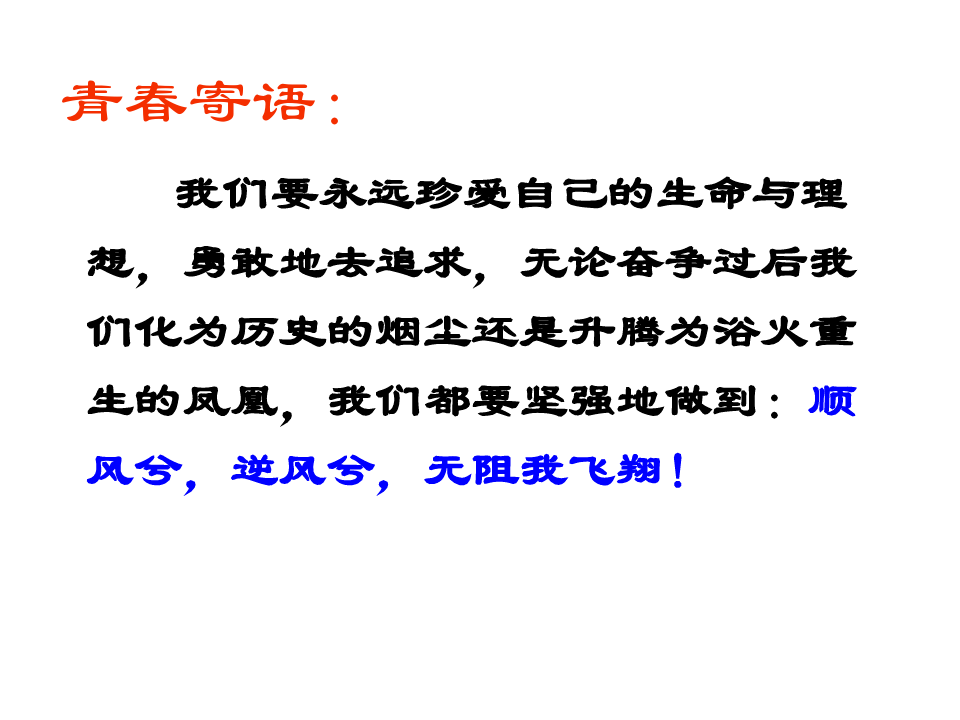 青春寄语：
我们要永远珍爱自己的生命与理
想，勇敢地去追求，无论奋争过后我
们化为历史的烟尘还是升腾为浴火重
生的凤凰，我们都要坚强地做到：顺
风兮，逆风兮，无阻我飞翔！